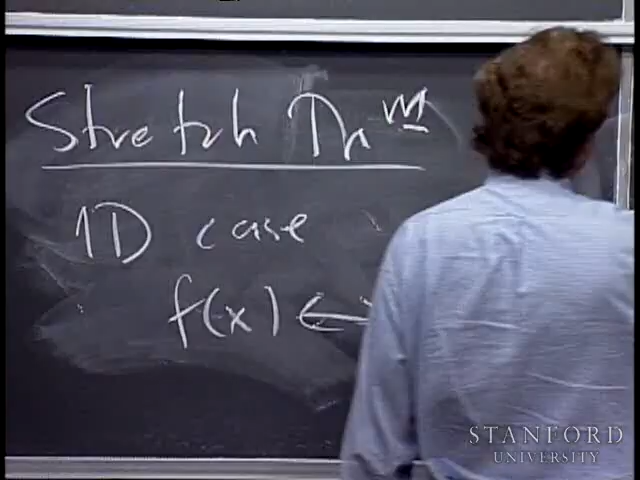 Stretch Thm
1D case
f(x) ↔
STANFORD
UNIVERSITY